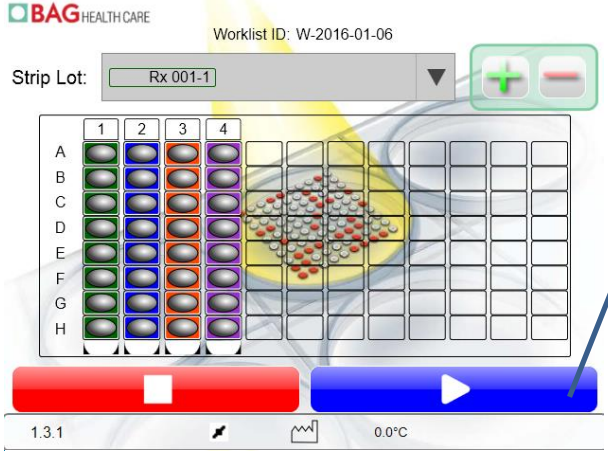 BAG HEALTH CARE
Worklist ID: W-2016-01-06
Strip Lot: Rx 001-1
1 2 3 4
A
B
C
D
E
F
G
H
1.3.1 0.0°C